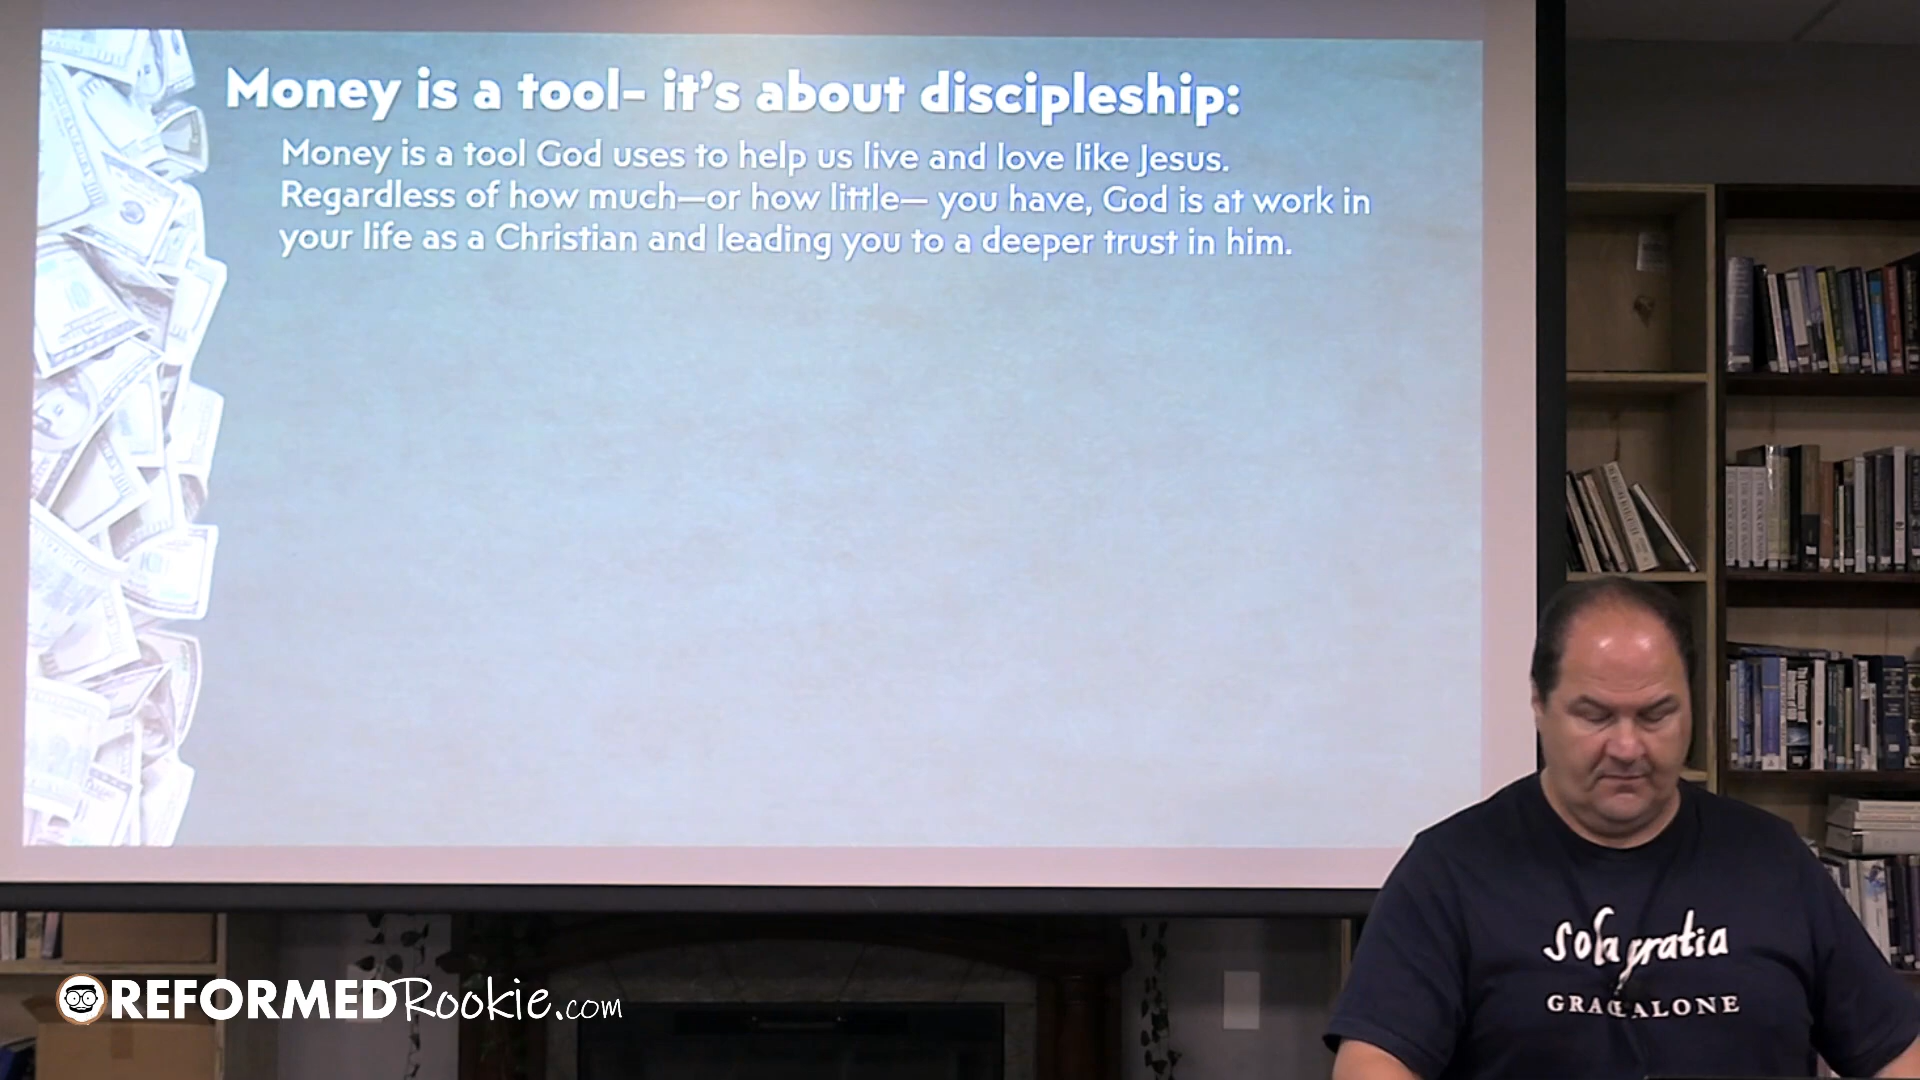 Money is a tool- it's about discipleship:
Money is a tool God uses to help us live and love like Jesus.
Regardless of how much—or how little— you have, God is at work in
your life as a Christian and leading you to a deeper trust in him.
sola gratia
GRACE ALONE
REFORMEDRookie.com